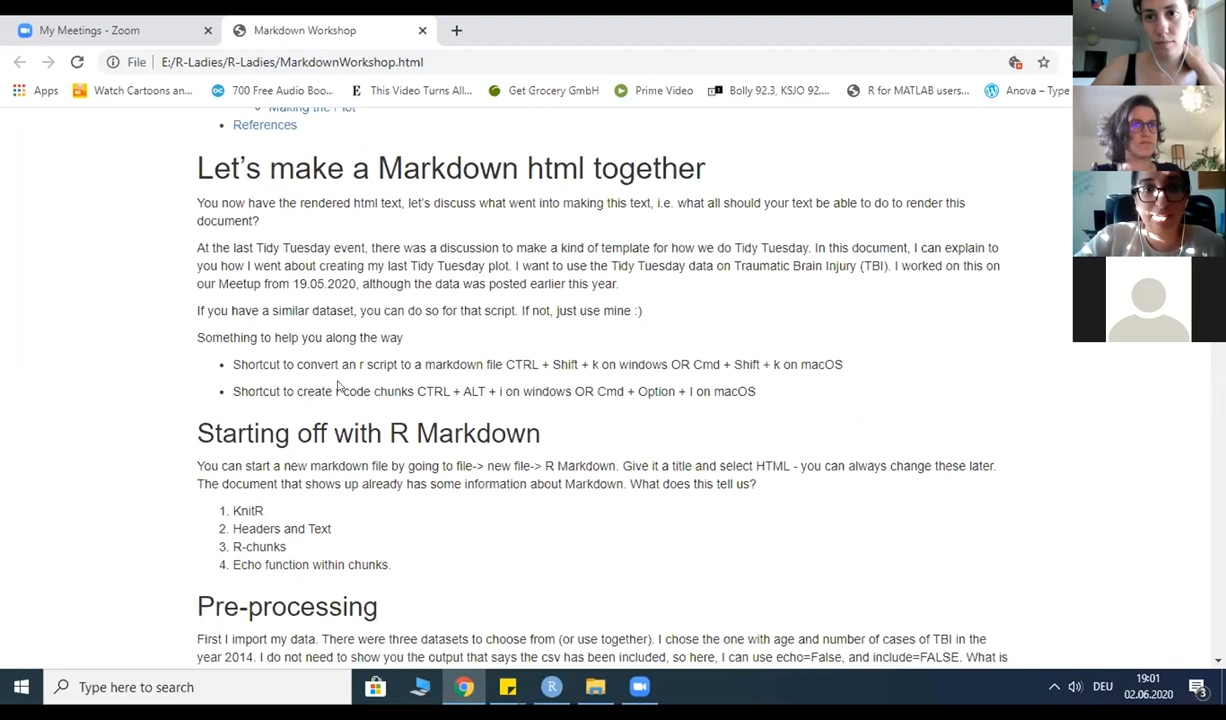 My Meetings - Zoom
Markdown Workshop
File E:/R-Ladies/R-Ladies/MarkdownWorkshop.html
Apps Watch Cartoons an... 700 Free Audio Boo... This Video Turns All... Get Grocery GmbH Prime Video Bolly 92.3, KSJO 92.... R for MATLAB users... Anova – Type
Making the Plot
References
Let's make a Markdown html together
You now have the rendered html text, let's discuss what went into making this text, i.e. what all should your text be able to do to render this
document?
At the last Tidy Tuesday event, there was a discussion to make a kind of template for how we do Tidy Tuesday. In this document, I can explain to
you how I went about creating my last Tidy Tuesday plot. I want to use the Tidy Tuesday data on Traumatic Brain Injury (TBI). I worked on this on
our Meetup from 19.05.2020, although the data was posted earlier this year.
If you have a similar dataset, you can do so for that script. If not, just use mine :)
Something to help you along the way
Shortcut to convert an r script to a markdown file CTRL + Shift + k on windows OR Cmd + Shift + k on macOS
Shortcut to create r code chunks CTRL + ALT + i on windows OR Cmd + Option + I on macOS
Starting off with R Markdown
You can start a new markdown file by going to file-> new file-> R Markdown. Give it a title and select HTML - you can always change these later.
The document that shows up already has some information about Markdown. What does this tell us?
1. KnitR
2. Headers and Text
3. R-chunks
4. Echo function within chunks.
Pre-processing
First I import my data. There were three datasets to choose from (or use together). I chose the one with age and number of cases of TBI in the
year 2014. I do not need to show you the output that says the csv has been included, so here, I can use echo=False, and include=FALSE. What is
Type here to search
DEU
19:01
02.06.2020
3